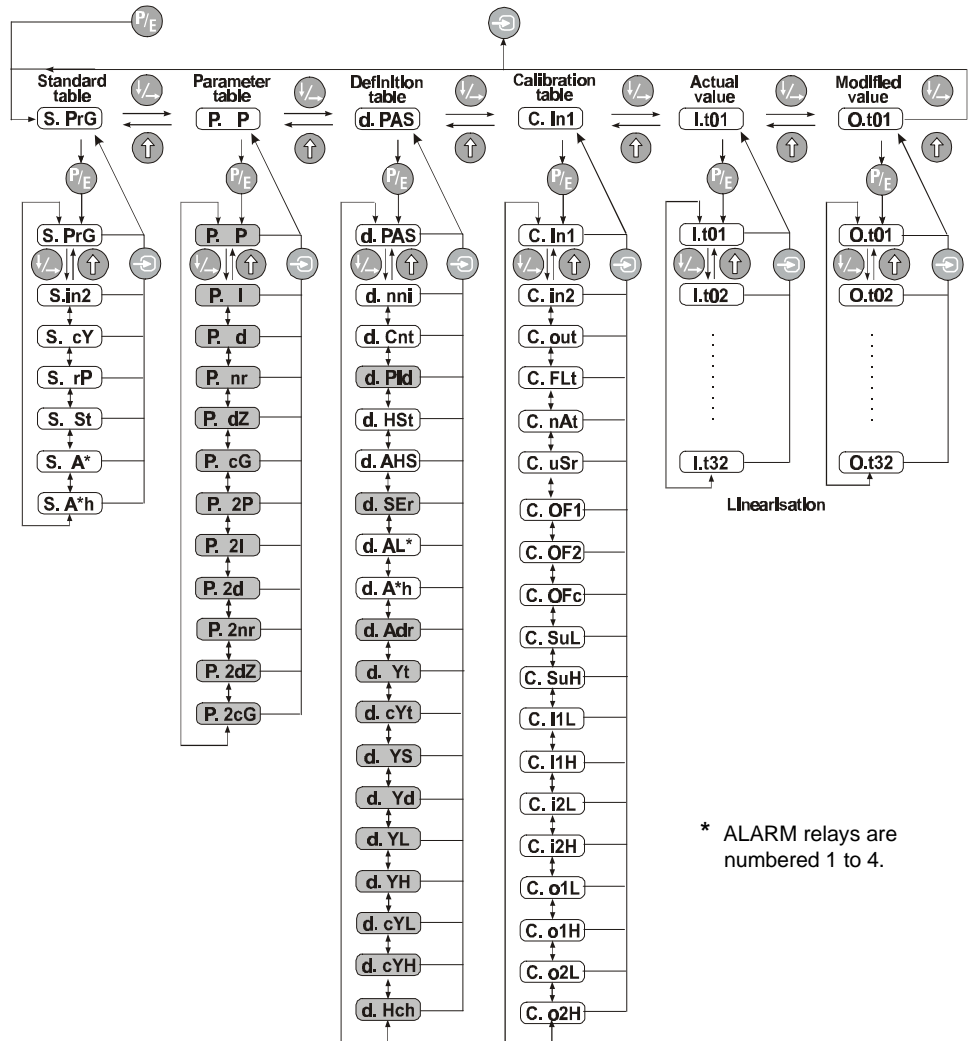 P/E
Standard table
Parameter table
Definition table
Calibration table
Actual value
Modified value
S. PrG
P. P
d. PAS
C. In1
I.t01
O.t01
P/E
P/E
P/E
P/E
P/E
P/E
S. PrG
S.in2
S. cY
S. rP
S. St
S. A*
S. A*h
P. P
P. I
P. d
P. nr
P. dZ
P. cG
P. 2P
P. 2I
P. 2d
P. 2nr
P. 2dZ
P. 2cG
d. PAS
d. nni
d. Cnt
d. PId
d. HSt
d. AHS
d. SEr
d. AL*
d. A*h
d. Adr
d. Yt
d. cYt
d. YS
d. Yd
d. YL
d. YH
d. cYL
d. cYH
d. Hch
C. In1
C. in2
C. out
C. FLt
C. nAt
C. uSr
C. OF1
C. OF2
C. OFc
C. SuL
C. SuH
C. I1L
C. I1H
C. i2L
C. i2H
C. o1L
C. o1H
C. o2L
C. o2H
I.t01
I.t02
I.t32
O.t01
O.t02
O.t32
Linearisation
* ALARM relays are
numbered 1 to 4.